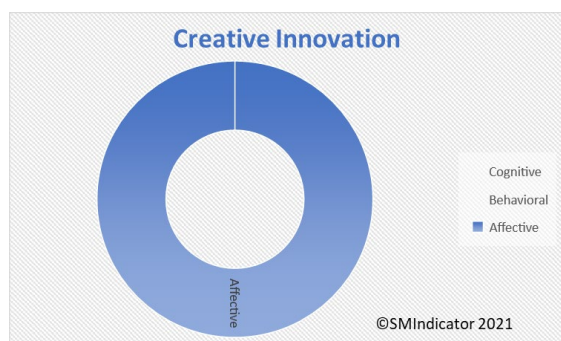 Creative Innovation
Cognitive
Behavioral
Affective
Affective
©SMIndicator 2021